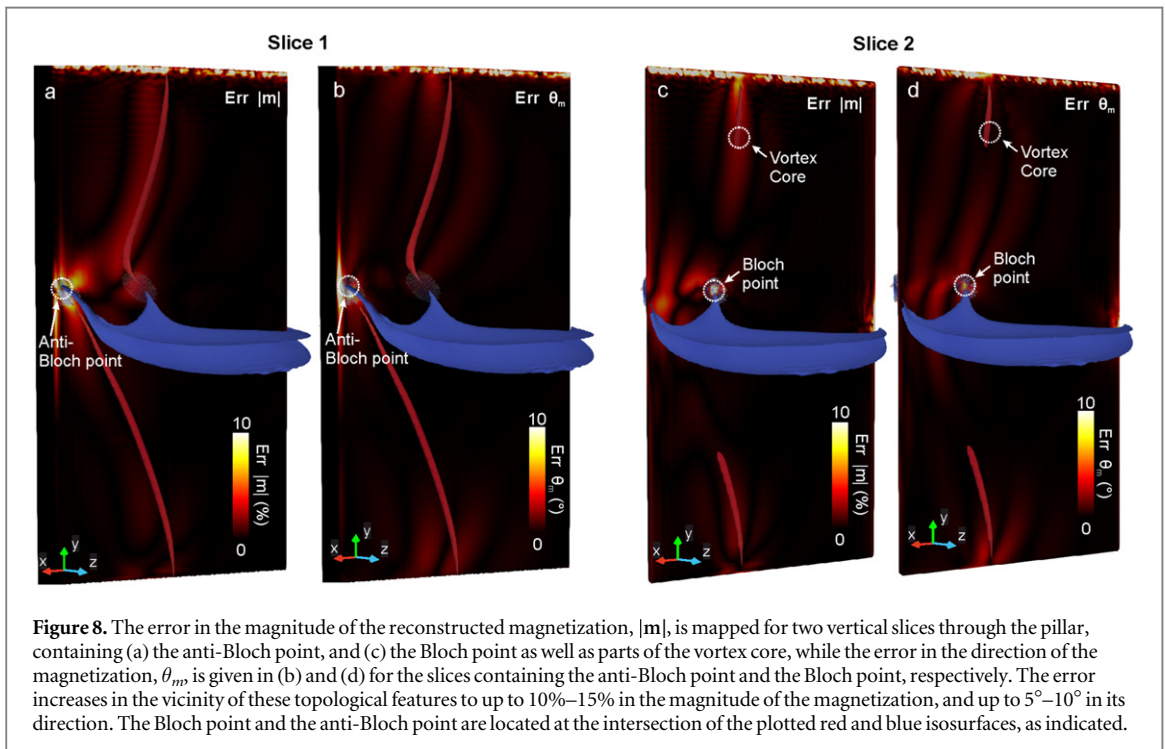 Slice 1
Slice 2
a
Err |m|
Anti-
Bloch point
10
Err |m| (%)
0
x
y
z
b
Err θm
Anti-
Bloch point
10
Err θm (°)
0
x
y
z
c
Err |m|
Vortex
Core
Bloch
point
10
Err |m| (%)
0
x
y
z
d
Err θm
Vortex
Core
Bloch
point
10
Err θm (°)
0
x
y
z
Figure 8. The error in the magnitude of the reconstructed magnetization, |m|, is mapped for two vertical slices through the pillar,
containing (a) the anti-Bloch point, and (c) the Bloch point as well as parts of the vortex core, while the error in the direction of the
magnetization, θm, is given in (b) and (d) for the slices containing the anti-Bloch point and the Bloch point, respectively. The error
increases in the vicinity of these topological features to up to 10%–15% in the magnitude of the magnetization, and up to 5°–10° in its
direction. The Bloch point and the anti-Bloch point are located at the intersection of the plotted red and blue isosurfaces, as indicated.